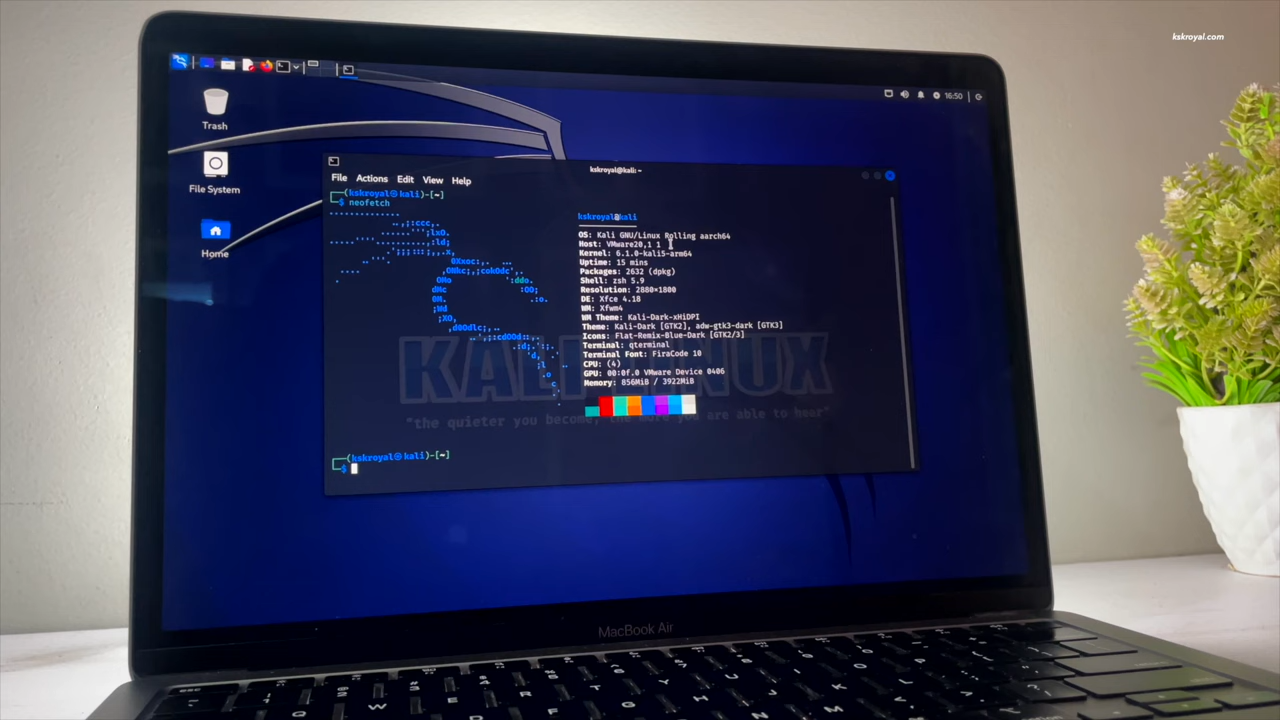 kskroyal.com
16:50
Trash
File System
Home
kskroyal@kali: ~
File Actions Edit View Help
(kskroyal㉿kali)-[~]
$ neofetch
kskroyal@kali
OS: Kali GNU/Linux Rolling aarch64
Host: VMware20,1 1
Kernel: 6.1.0-kali5-arm64
Uptime: 15 mins
Packages: 2632 (dpkg)
Shell: zsh 5.9
Resolution: 2880x1800
DE: Xfce 4.18
WM: Xfwm4
WM Theme: Kali-Dark-xHiDPI
Theme: Kali-Dark [GTK2], adw-gtk3-dark [GTK3]
Icons: Flat-Remix-Blue-Dark [GTK2/3]
Terminal: qterminal
Terminal Font: FiraCode 10
CPU: (4)
GPU: 00:0f.0 VMware Device 0406
Memory: 856MiB / 3922MiB
KALI LINUX
"the quieter you become, the more you are able to hear"
(kskroyal㉿kali)-[~]
$
MacBook Air